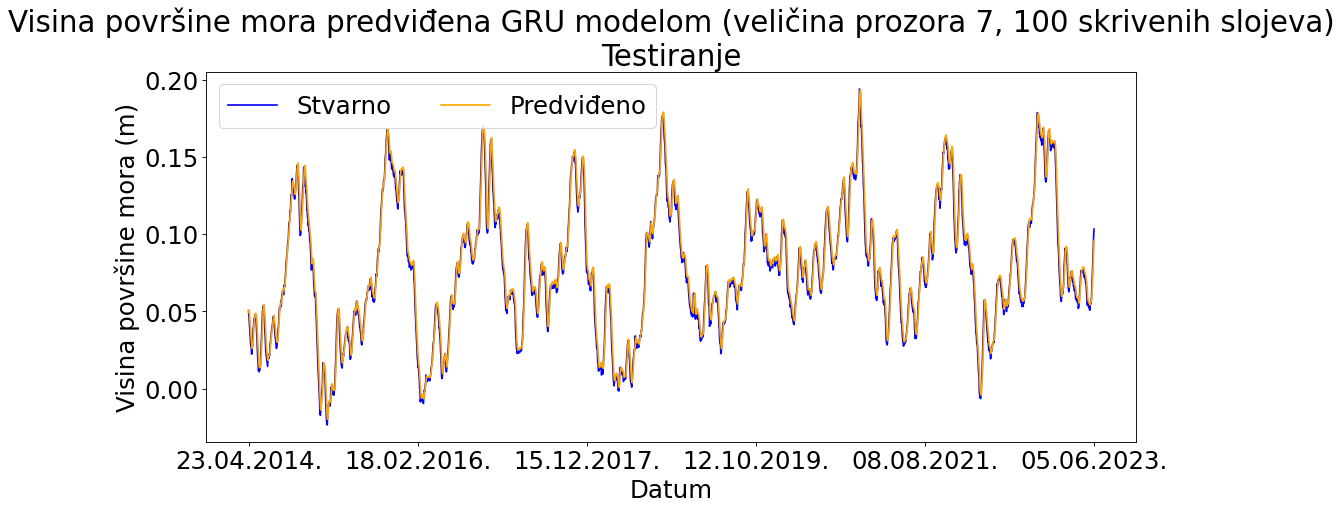 Visina površine mora predviđena GRU modelom (veličina prozora 7, 100 skrivenih slojeva)
Testiranje
Stvarno
Predviđeno
Visina površine mora (m)
0.20
0.15
0.10
0.05
0.00
23.04.2014.
18.02.2016.
15.12.2017.
12.10.2019.
08.08.2021.
05.06.2023.
Datum